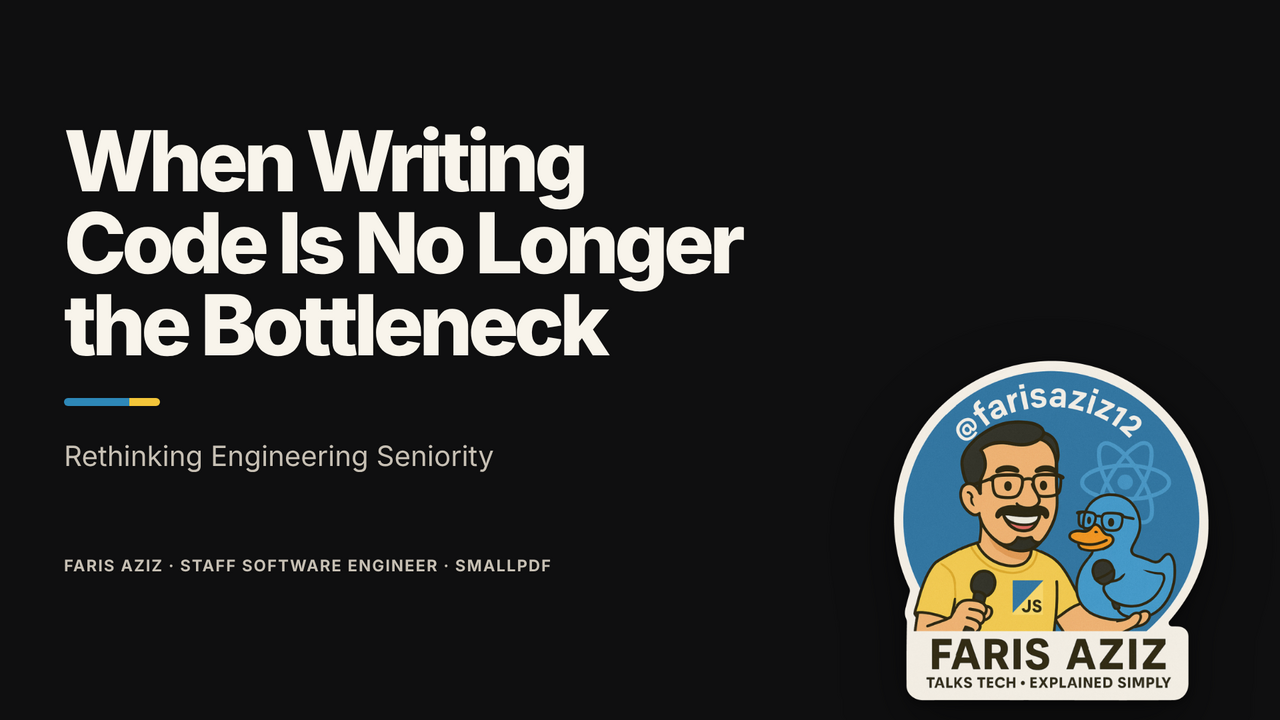 When Writing
Code Is No Longer
the Bottleneck
Rethinking Engineering Seniority
FARIS AZIZ · STAFF SOFTWARE ENGINEER · SMALLPDF
@farisaziz12
JS
FARIS AZIZ
TALKS TECH • EXPLAINED SIMPLY